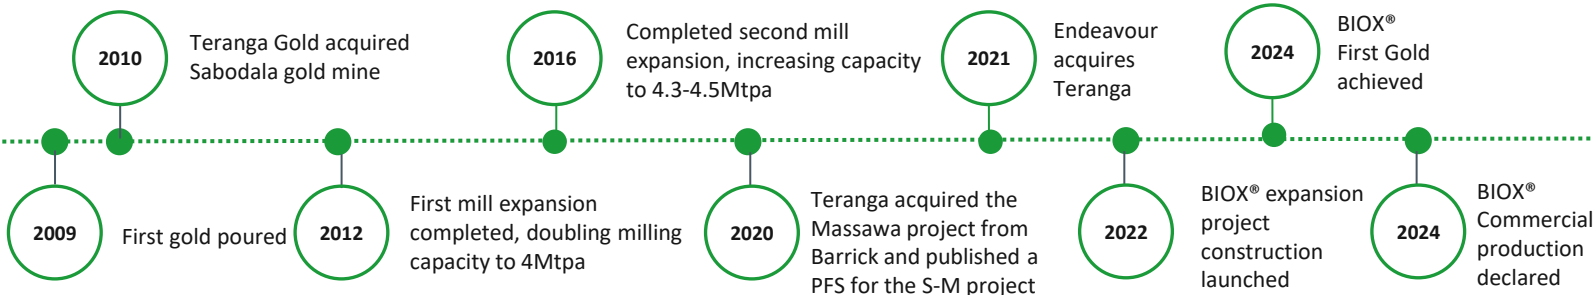 2009
First gold poured
2010
Teranga Gold acquired
Sabodala gold mine
2012
First mill expansion
completed, doubling milling
capacity to 4Mtpa
2016
Completed second mill
expansion, increasing capacity
to 4.3-4.5Mtpa
2020
Teranga acquired the
Massawa project from
Barrick and published a
PFS for the S-M project
2021
Endeavour
acquires
Teranga
2022
BIOX® expansion
project
construction
launched
2024
BIOX®
First Gold
achieved
2024
BIOX®
Commercial
production
declared